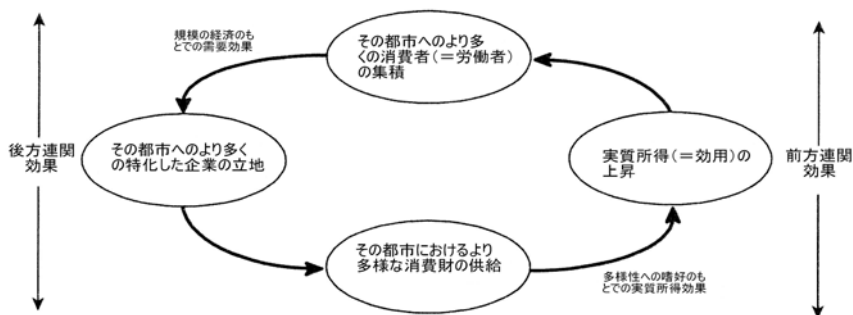 規模の経済のも
とでの需要効果
その都市へのより多
くの消費者(=労働者)
の集積
後方連関
効果
その都市へのより多く
の特化した企業の立地
実質所得(=効用)の
上昇
前方連関
効果
その都市におけるより
多様な消費財の供給
多様性への嗜好のも
とでの実質所得効果